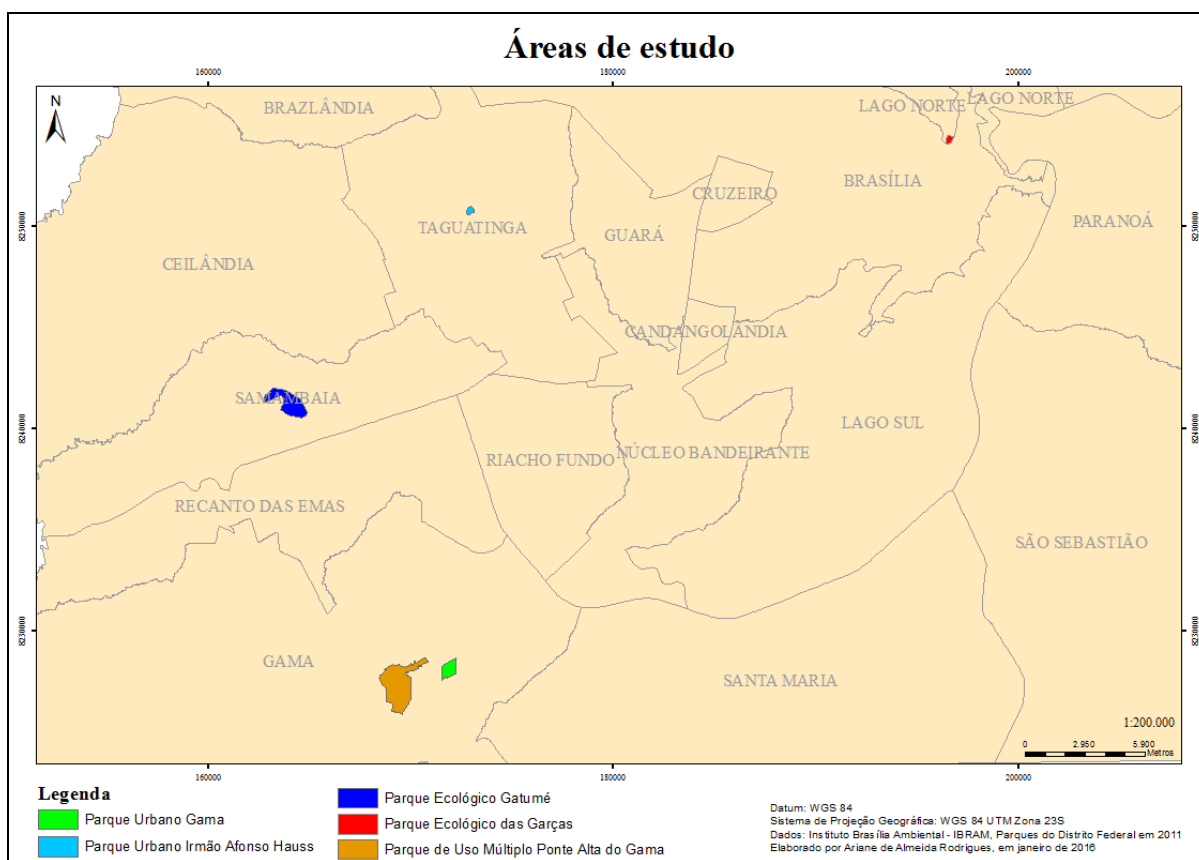 Áreas de estudo
160000 180000 200000
N
BRAZLÂNDIA
LAGO NORTE
LAGO NORTE
CRUZEIRO
BRASÍLIA
TAGUATINGA
GUARÁ
PARANOÁ
8250000
8250000
CEILÂNDIA
CANDANGOLÂNDIA
SAMAMBAIA
LAGO SUL
8240000
8240000
RIACHO FUNDO
NÚCLEO BANDEIRANTE
RECANTO DAS EMAS
SÃO SEBASTIÃO
8230000
8230000
GAMA
SANTA MARIA
1:200.000
0 2.950 5.900
Metros
160000 180000 200000
Legenda
Parque Urbano Gama
Parque Urbano Irmão Afonso Hauss
Parque Ecológico Gatumé
Parque Ecológico das Garças
Parque de Uso Múltiplo Ponte Alta do Gama
Datum: WGS 84
Sistema de Projeção Geográfica: WGS 84 UTM Zona 23S
Dados: Instituto Brasília Ambiental - IBRAM, Parques do Distrito Federal em 2011
Elaborado por Ariane de Almeida Rodrigues, em janeiro de 2016